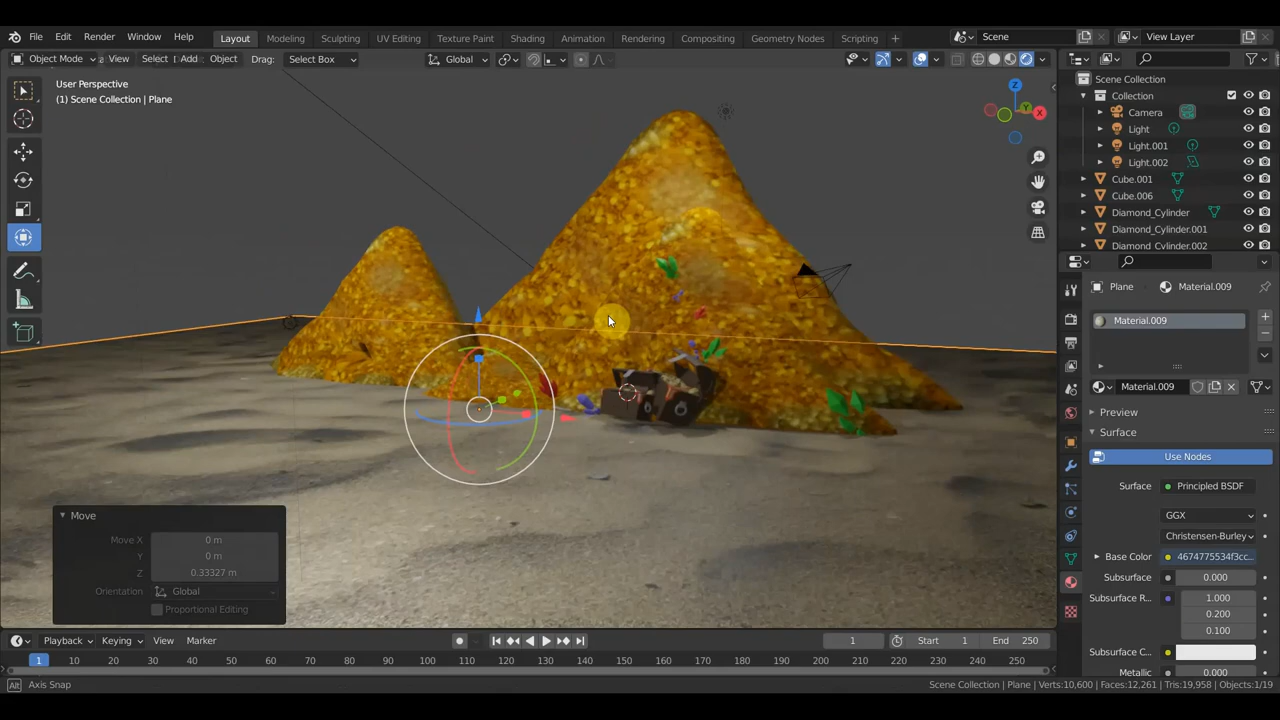 File Edit Render Window Help Layout Modeling Sculpting UV Editing Texture Paint Shading Animation Rendering Compositing Geometry Nodes Scripting + Scene View Layer
Object Mode View Select Add Object Drag: Select Box Global
User Perspective
(1) Scene Collection | Plane
X
Y
Z
Scene Collection
Collection
Camera
Light
Light.001
Light.002
Cube.001
Cube.006
Diamond_Cylinder
Diamond_Cylinder.001
Diamond_Cylinder.002
Plane Material.009
Material.009
Material.009
Preview
Surface
Use Nodes
Surface Principled BSDF
GGX
Christensen-Burley
Base Color 4674775534f3cc...
Subsurface 0.000
Subsurface R... 1.000
0.200
0.100
Subsurface C...
Metallic 0.000
Move
Move X 0 m
Y 0 m
Z 0.33327 m
Orientation Global
Proportional Editing
Playback Keying View Marker 1 Start 1 End 250
1 10 20 30 40 50 60 70 80 90 100 110 120 130 140 150 160 170 180 190 200 210 220 230 240 250
Alt Axis Snap Scene Collection | Plane | Verts:10,600 | Faces:12,261 | Tris:19,958 | Objects:1/19